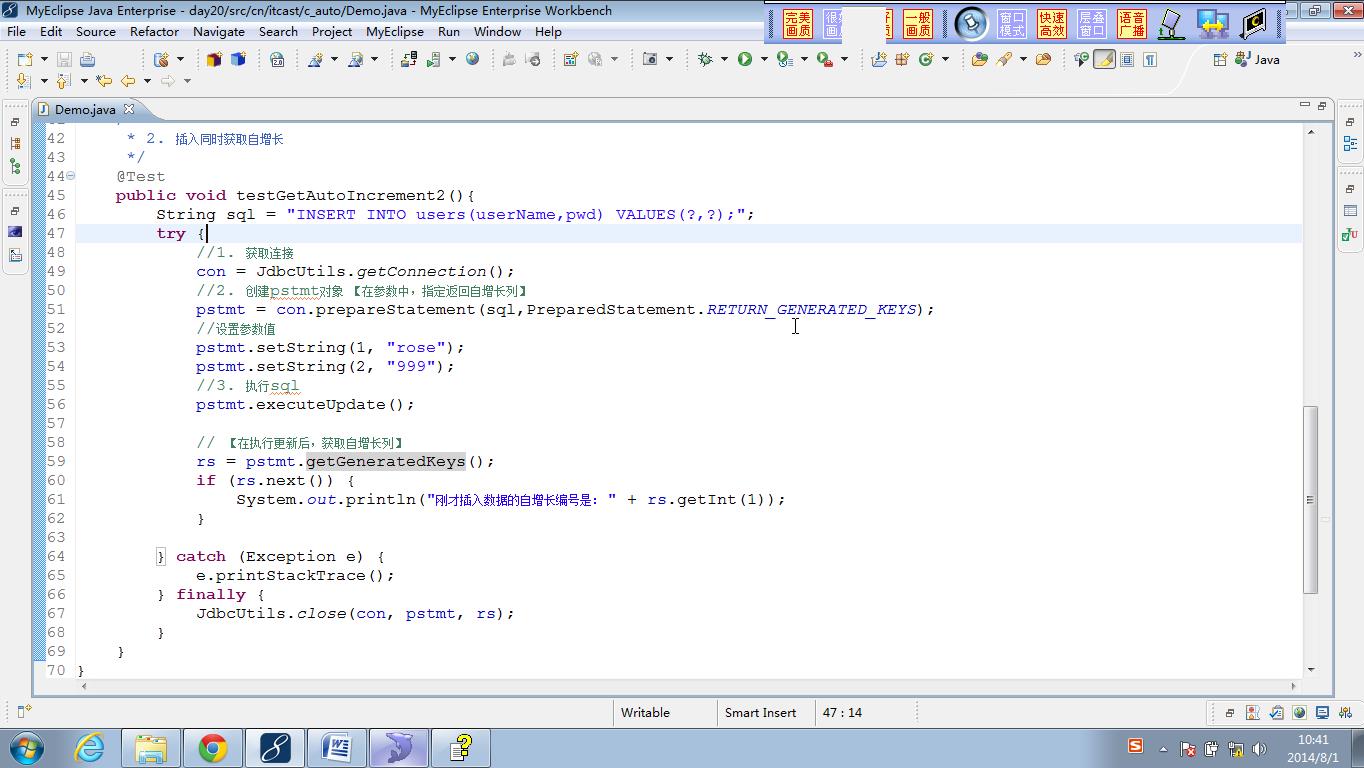 MyEclipse Java Enterprise - day20/src/cn/itcast/c_auto/Demo.java - MyEclipse Enterprise Workbench
File Edit Source Refactor Navigate Search Project MyEclipse Run Window Help
完美画质
一般画质
窗口模式
快速高效
层叠窗口
语音广播
Java
Demo.java
42 * 2. 插入同时获取自增长
43 */
44 @Test
45 public void testGetAutoIncrement2(){
46 String sql = "INSERT INTO users(userName,pwd) VALUES(?,?);";
47 try {
48 //1. 获取连接
49 con = JdbcUtils.getConnection();
50 //2. 创建pstmt对象 【在参数中，指定返回自增长列】
51 pstmt = con.prepareStatement(sql,PreparedStatement.RETURN_GENERATED_KEYS);
52 //设置参数值
53 pstmt.setString(1, "rose");
54 pstmt.setString(2, "999");
55 //3. 执行sql
56 pstmt.executeUpdate();
57
58 // 【在执行更新后，获取自增长列】
59 rs = pstmt.getGeneratedKeys();
60 if (rs.next()) {
61 System.out.println("刚才插入数据的自增长编号是：" + rs.getInt(1));
62 }
63
64 } catch (Exception e) {
65 e.printStackTrace();
66 } finally {
67 JdbcUtils.close(con, pstmt, rs);
68 }
69 }
70 }
Writable Smart Insert 47 : 14
10:41
2014/8/1